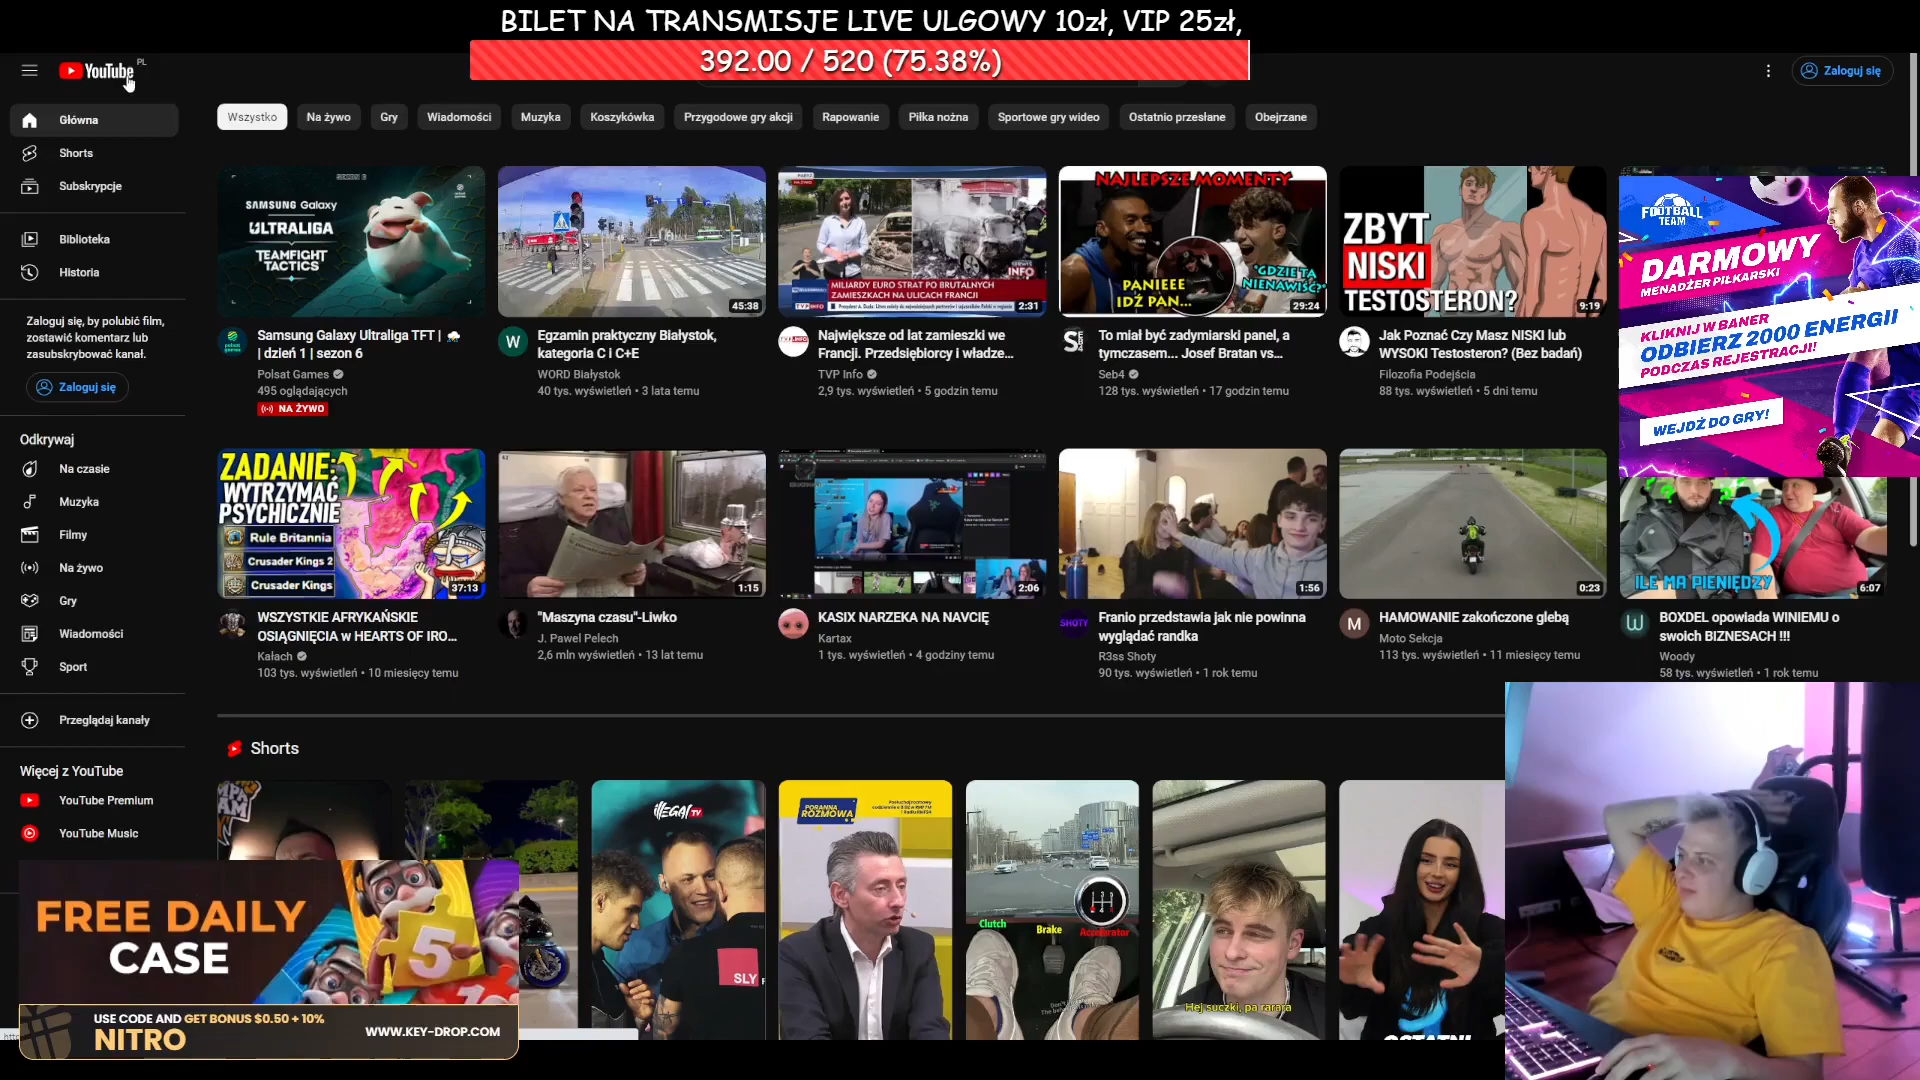 BILET NA TRANSMISJE LIVE ULGOWY 10zł, VIP 25zł,
392.00 / 520 (75.38%)
YouTube PL
Zaloguj się
Główna
Shorts
Subskrypcje
Biblioteka
Historia
Zaloguj się, by polubić film,
zostawić komentarz lub
zasubskrybować kanał.
Zaloguj się
Odkrywaj
Na czasie
Muzyka
Filmy
Na żywo
Gry
Wiadomości
Sport
Przeglądaj kanały
Więcej z YouTube
YouTube Premium
YouTube Music
Wszystko
Na żywo
Gry
Wiadomości
Muzyka
Koszykówka
Przygodowe gry akcji
Rapowanie
Piłka nożna
Sportowe gry wideo
Ostatnio przesłane
Obejrzane
SAMSUNG Galaxy
ULTRALIGA
TEAMFIGHT
TACTICS
Samsung Galaxy Ultraliga TFT |
| dzień 1 | sezon 6
Polsat Games
495 oglądających
NA ŻYWO
45:38
W
Egzamin praktyczny Białystok,
kategoria C i C+E
WORD Białystok
40 tys. wyświetleń • 3 lata temu
INFO
MILIARDY EURO STRAT PO BRUTALNYCH
ZAMIESZKACH NA ULICACH FRANCJI
TVP INFO
2:31
Największe od lat zamieszki we
Francji. Przedsiębiorcy i władze...
TVP Info
2,9 tys. wyświetleń • 5 godzin temu
NAJLEPSZE MOMENTY
PANIEEE
IDŹ PAN...
"GDZIE TA
NIENAWIŚĆ?"
29:24
To miał być zadymiarski panel, a
tymczasem... Josef Bratan vs...
Seb4
128 tys. wyświetleń • 17 godzin temu
ZBYT
NISKI
TESTOSTERON?
9:19
Jak Poznać Czy Masz NISKI lub
WYSOKI Testosteron? (Bez badań)
Filozofia Podejścia
88 tys. wyświetleń • 5 dni temu
FOOTBALL
TEAM
DARMOWY
MENADŻER PIŁKARSKI
KLIKNIJ W BANER
ODBIERZ 2000 ENERGII
PODCZAS REJESTRACJI!
WEJDŹ DO GRY!
ZADANIE:
WYTRZYMAĆ
PSYCHICZNIE
Rule Britannia
Crusader Kings 2
Crusader Kings
37:13
WSZYSTKIE AFRYKAŃSKIE
OSIĄGNIĘCIA w HEARTS OF IRO...
Kałach
103 tys. wyświetleń • 10 miesięcy temu
1:15
"Maszyna czasu"-Liwko
J. Pawel Pelech
2,6 mln wyświetleń • 13 lat temu
2:06
KASIX NARZEKA NA NAVCIĘ
Kartax
1 tys. wyświetleń • 4 godziny temu
1:56
SHOTY
Franio przedstawia jak nie powinna
wyglądać randka
R3ss Shoty
90 tys. wyświetleń • 1 rok temu
0:23
M
HAMOWANIE zakończone glebą
Moto Sekcja
113 tys. wyświetleń • 11 miesięcy temu
ILE MA PIENIĘDZY
6:07
BOXDEL opowiada WINIEMU o
swoich BIZNESACH !!!
Woody
58 tys. wyświetleń • 1 rok temu
Shorts
SLY
PORANNA
ROZMOWA
Clutch
Brake
Accelerator
Hej suczki, pa rarara
FREE DAILY
CASE
5
USE CODE AND GET BONUS $0.50 + 10%
NITRO
WWW.KEY-DROP.COM